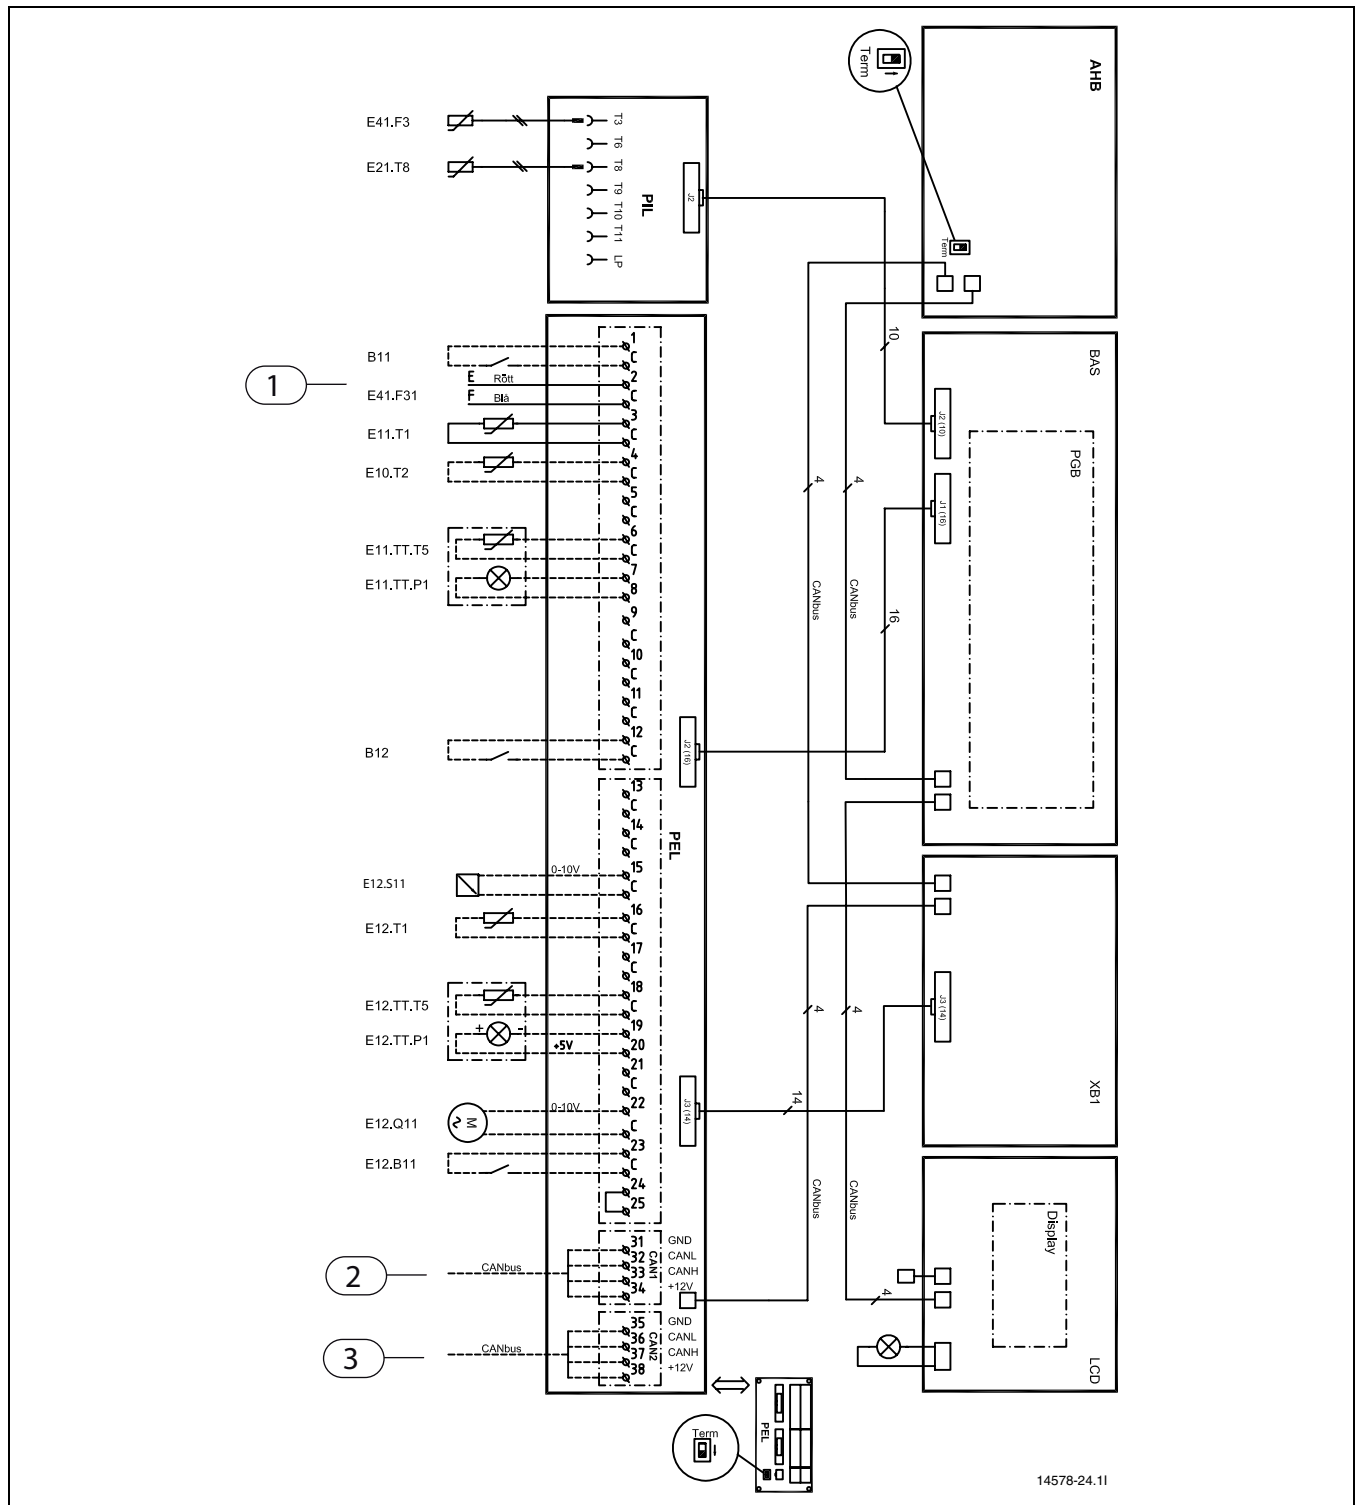 AHB
Term
Term
E41.F3
E21.T8
T3
T6
T8
T9
T10
T11
LP
PIL
J2
10
B11
1
E41.F31
E11.T1
E10.T2
E11.TT.T5
E11.TT.P1
B12
E Rött
F Blå
1
C
2
C
3
C
4
C
5
C
6
C
7
8
9
C
10
C
11
C
12
C
J2 (16)
BAS
PGB
J2 (10)
J1 (16)
4
4
CANbus
CANbus
16
PEL
13
C
14
C
15
C
16
C
17
C
18
C
19
20
21
C
22
C
23
C
24
25
E12.S11
0-10V
E12.T1
E12.TT.T5
E12.TT.P1
+ -
+5V
E12.Q11
M
0-10V
E12.B11
J3 (14)
14
4
4
CANbus
CANbus
J3 (14)
XB1
Display
4
LCD
2
CANbus
31 GND
32 CANL
33 CANH
34 +12V
CAN1
3
CANbus
35 GND
36 CANL
37 CANH
38 +12V
CAN2
PEL
Term
14578-24.1I